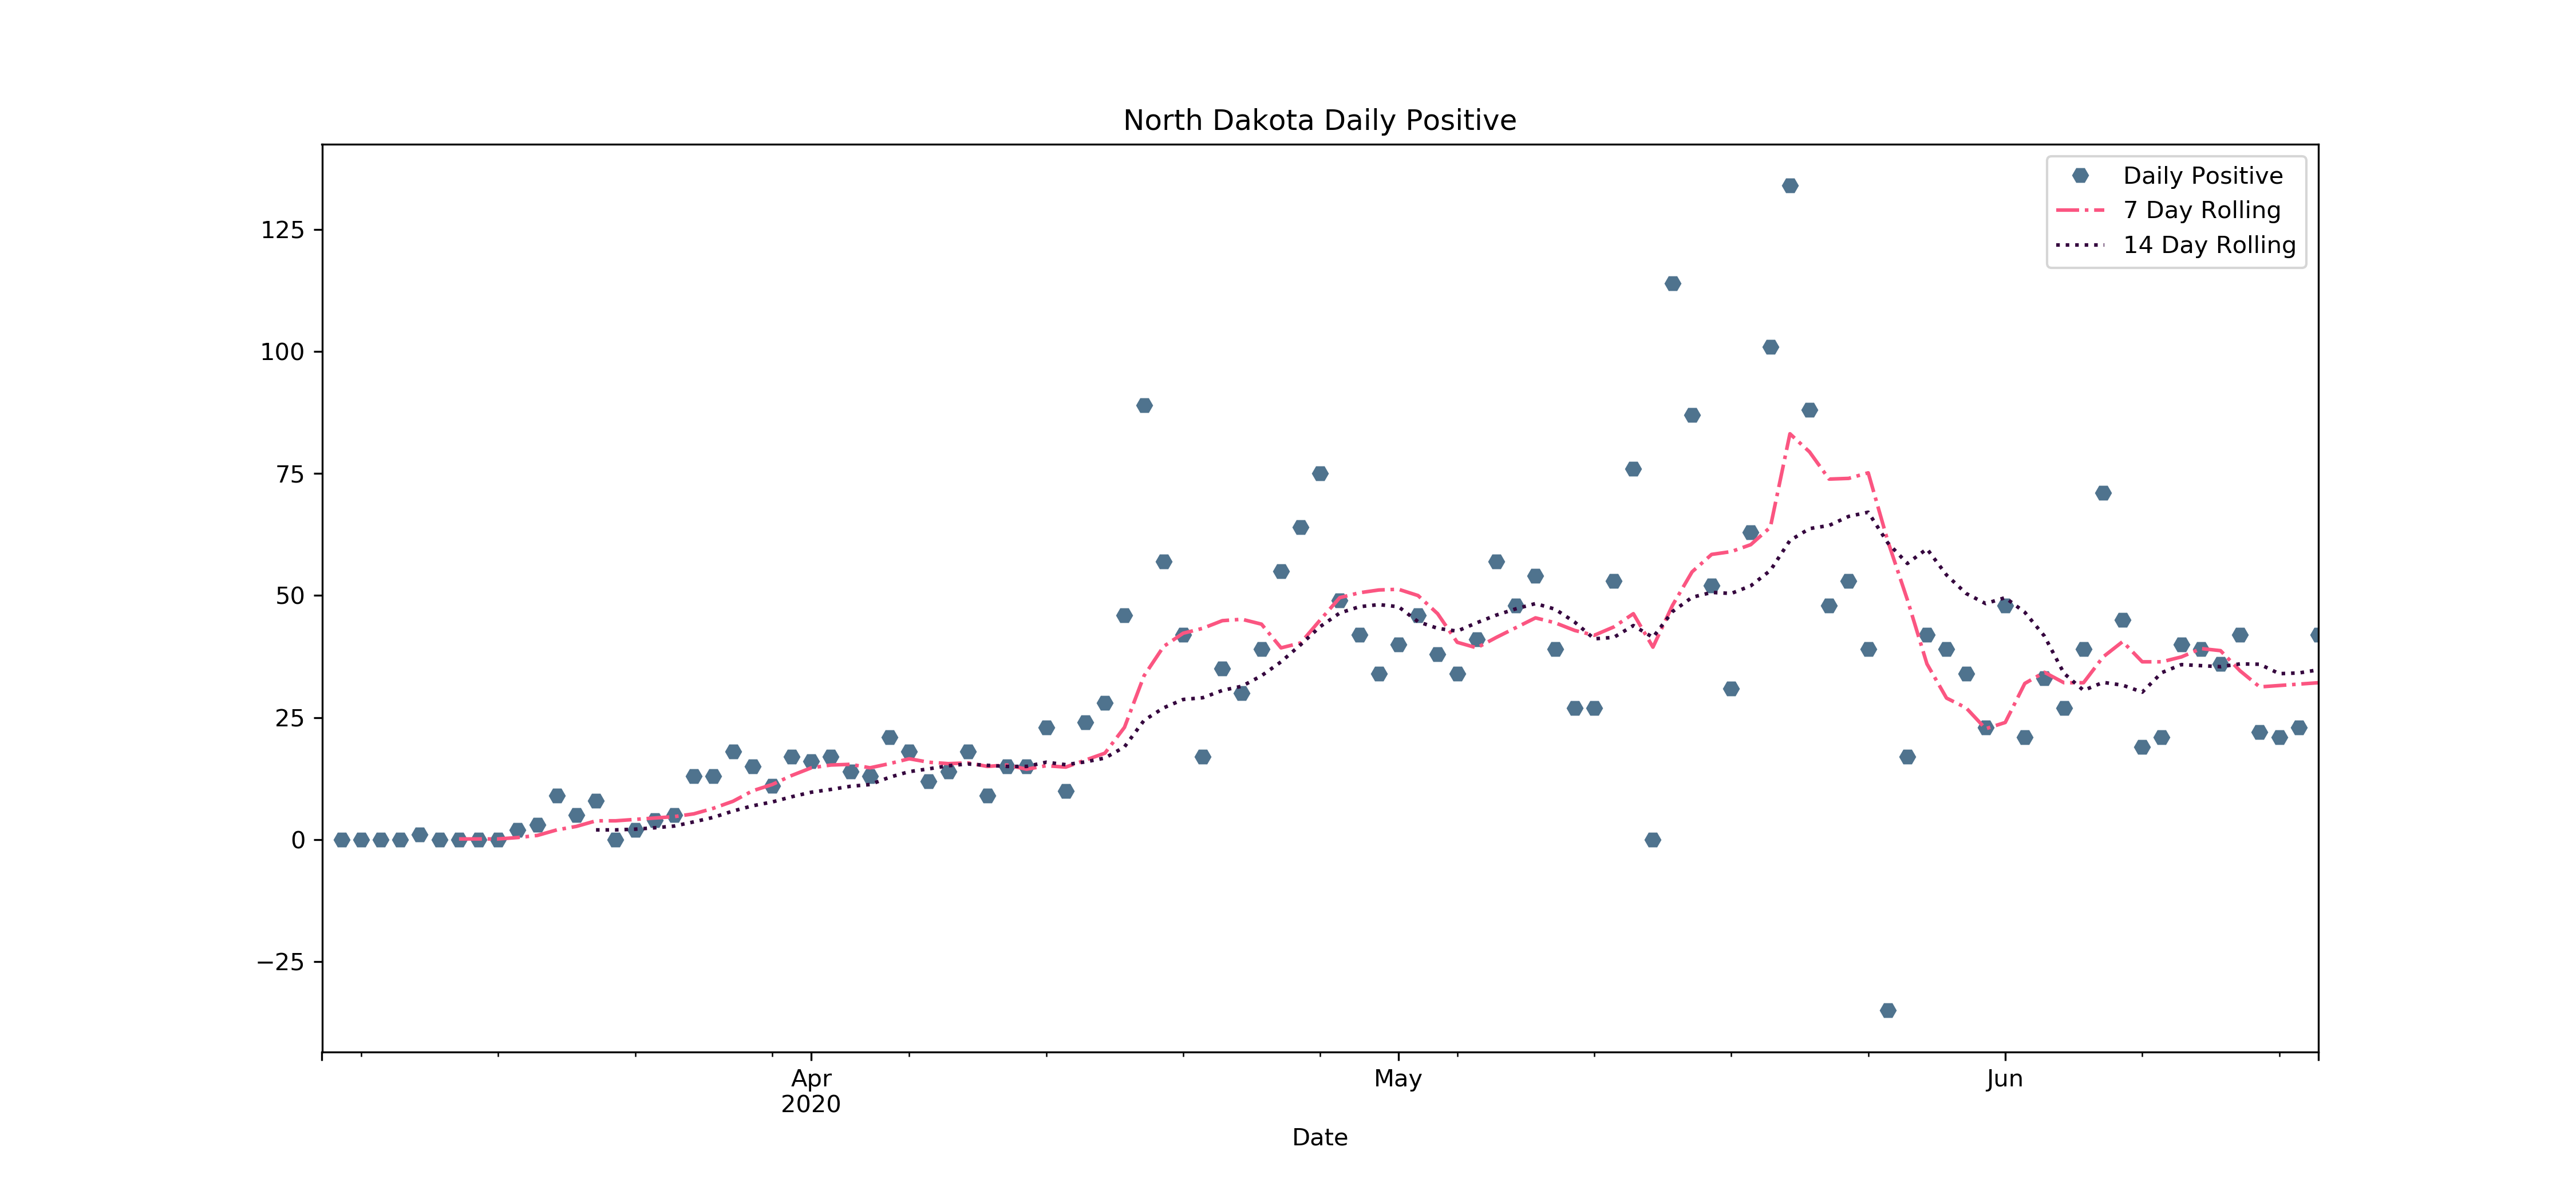 North Dakota Daily Positive
Daily Positive
7 Day Rolling
14 Day Rolling
125
100
75
50
25
0
−25
Apr
2020
May
Jun
Date